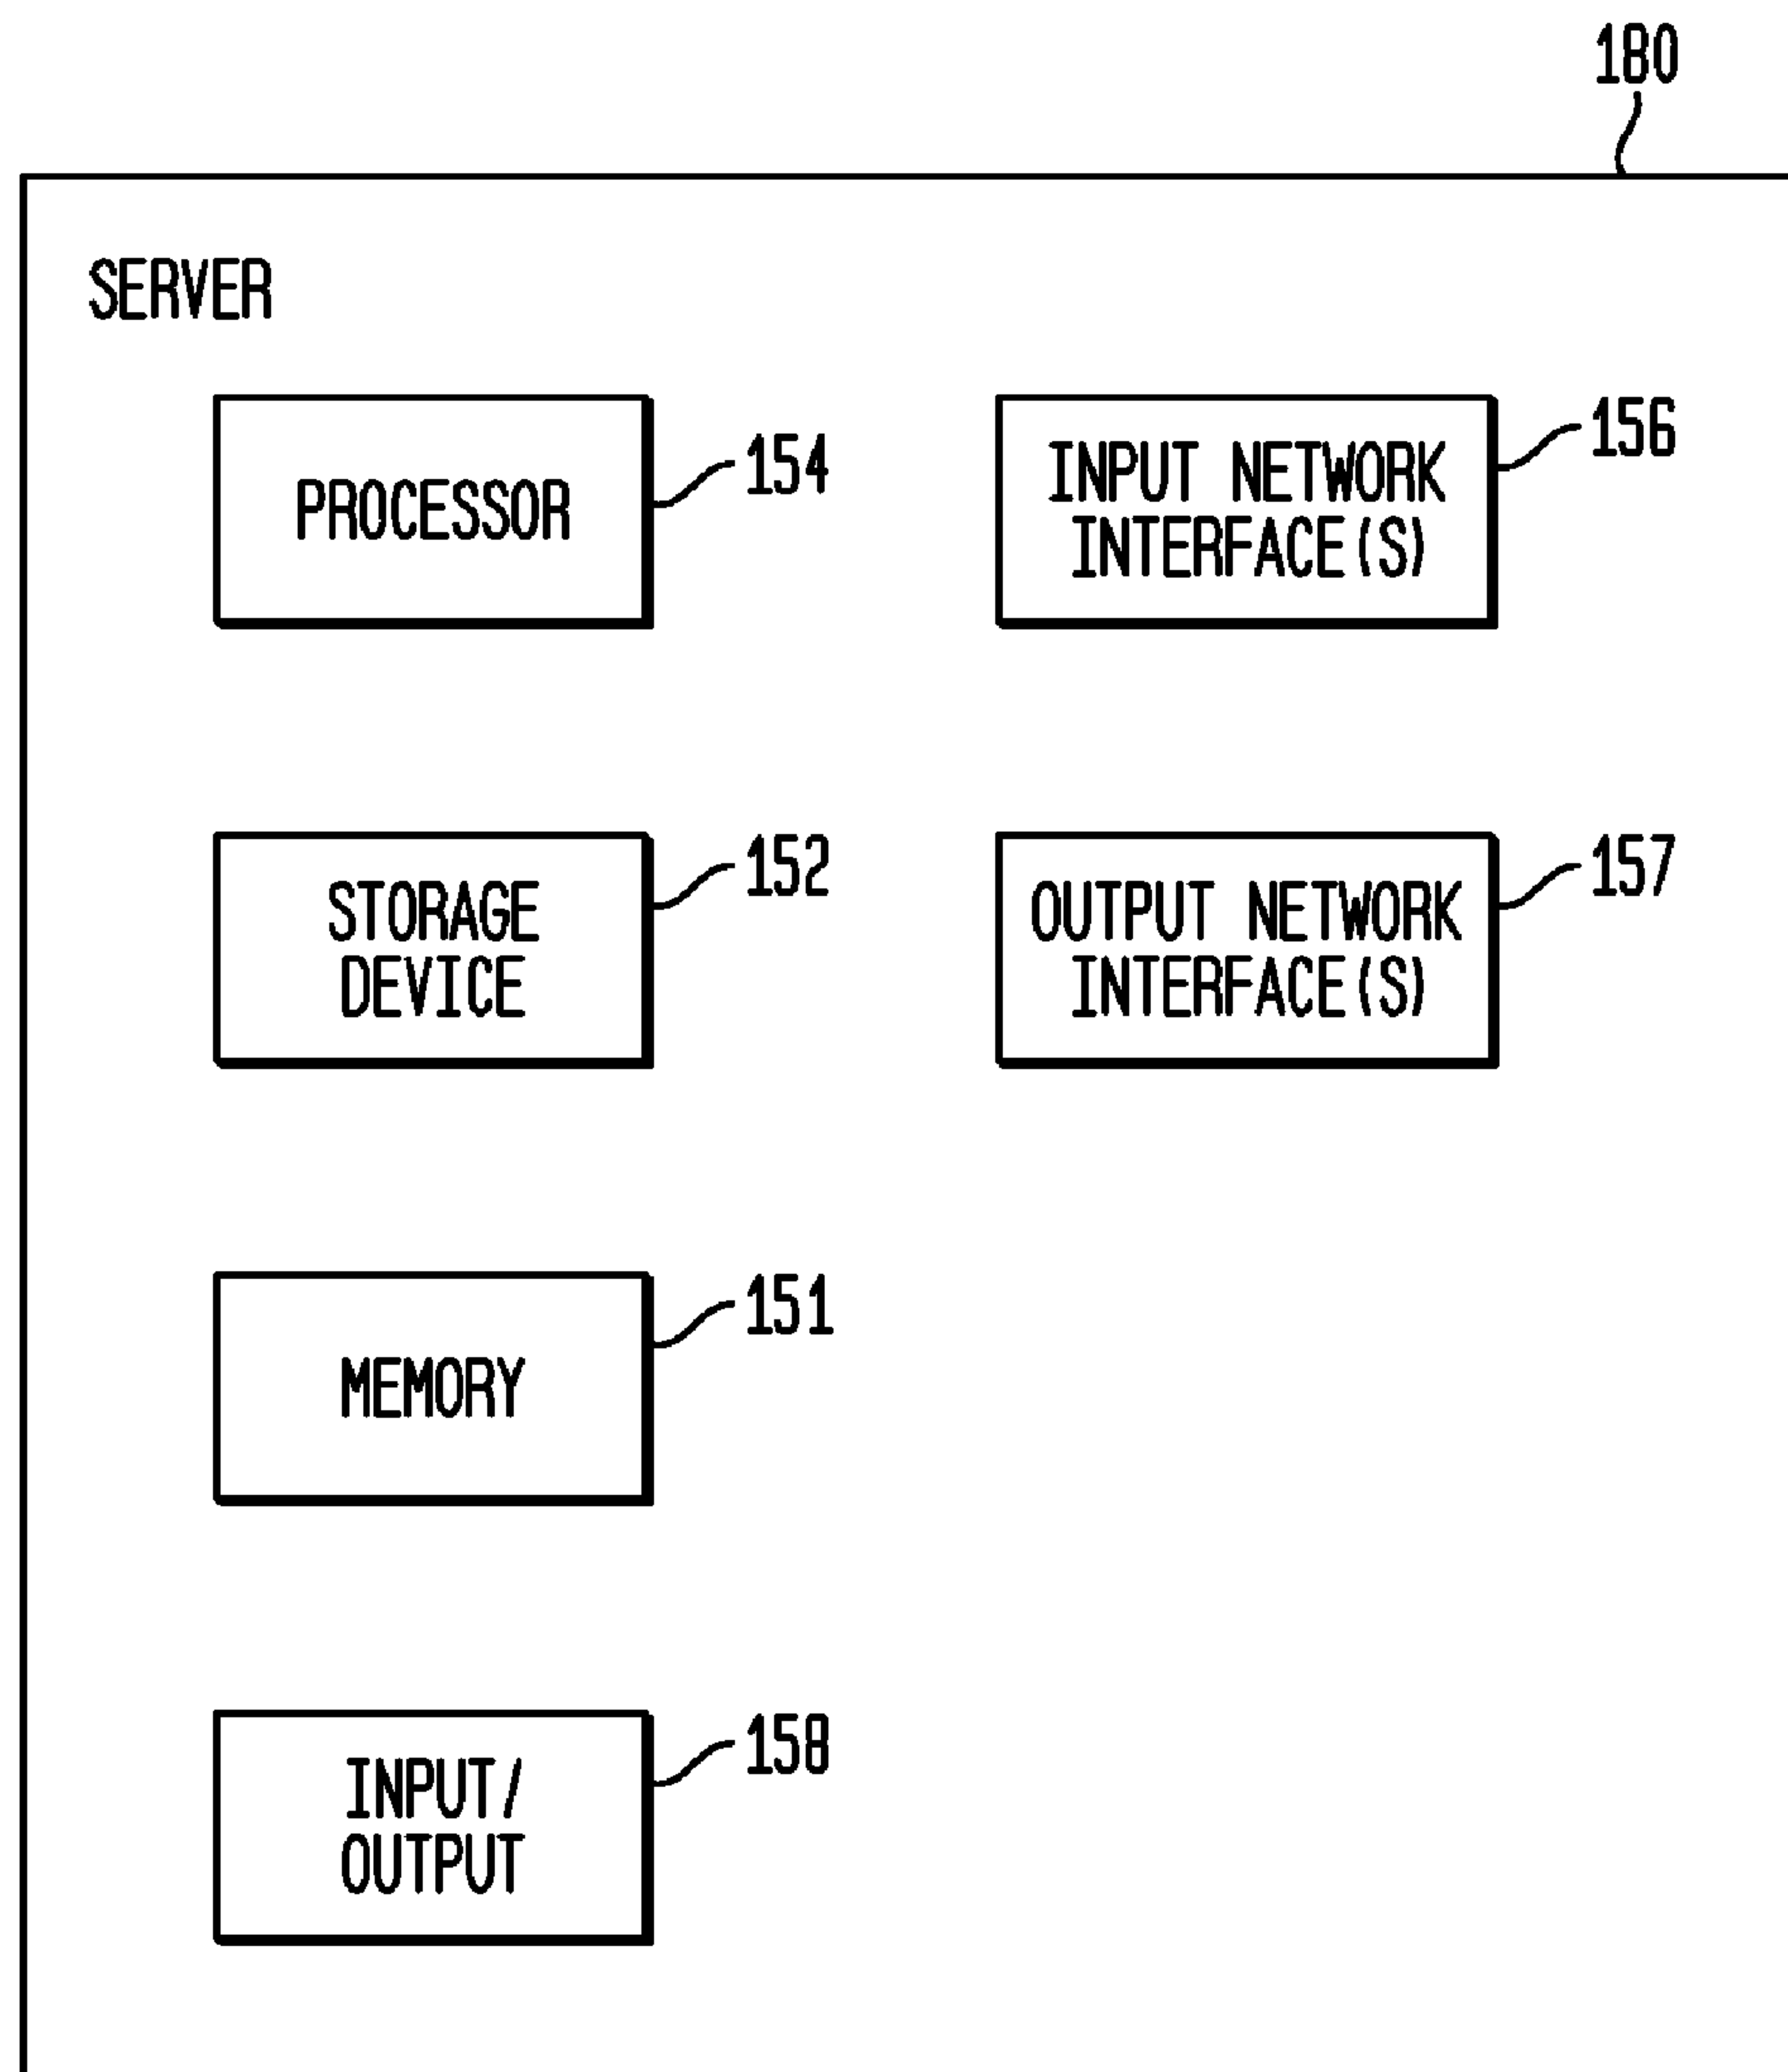 180
SERVER
PROCESSOR
154
INPUT NETWORK
INTERFACE(S)
156
STORAGE
DEVICE
152
OUTPUT NETWORK
INTERFACE(S)
157
MEMORY
151
INPUT/
OUTPUT
158